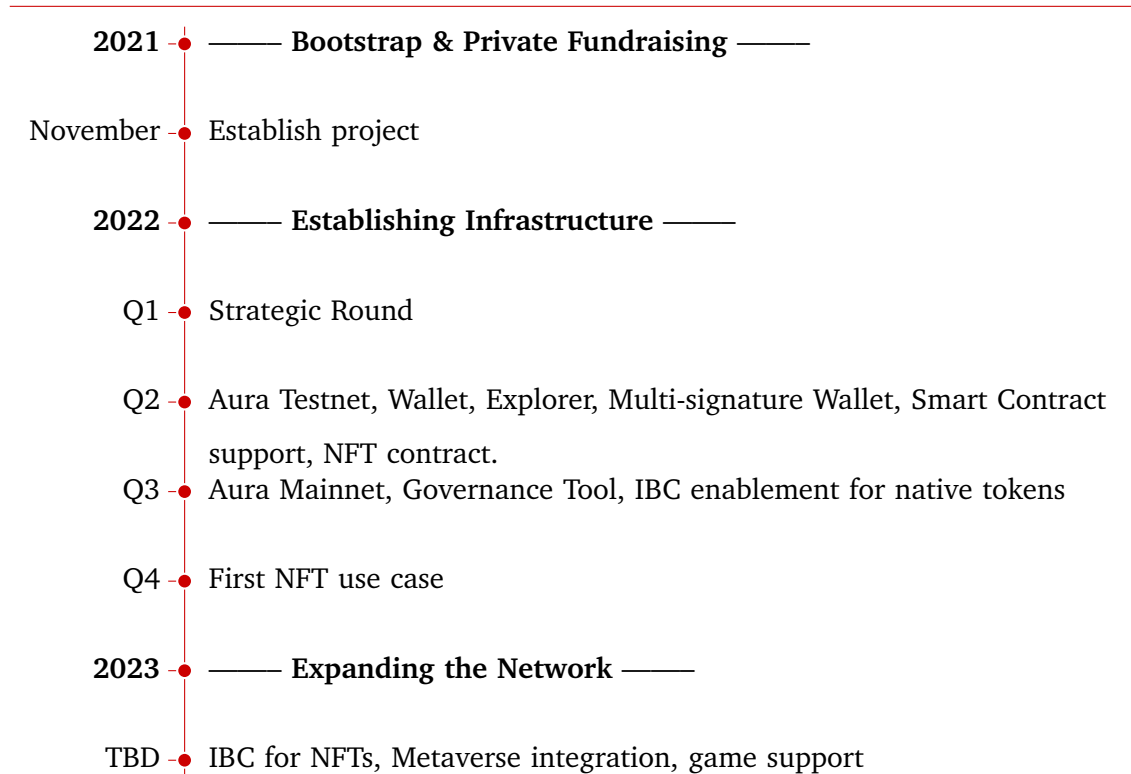 2021 —— Bootstrap & Private Fundraising ——
November Establish project
2022 —— Establishing Infrastructure ——
Q1 Strategic Round
Q2 Aura Testnet, Wallet, Explorer, Multi-signature Wallet, Smart Contract
support, NFT contract.
Q3 Aura Mainnet, Governance Tool, IBC enablement for native tokens
Q4 First NFT use case
2023 —— Expanding the Network ——
TBD IBC for NFTs, Metaverse integration, game support